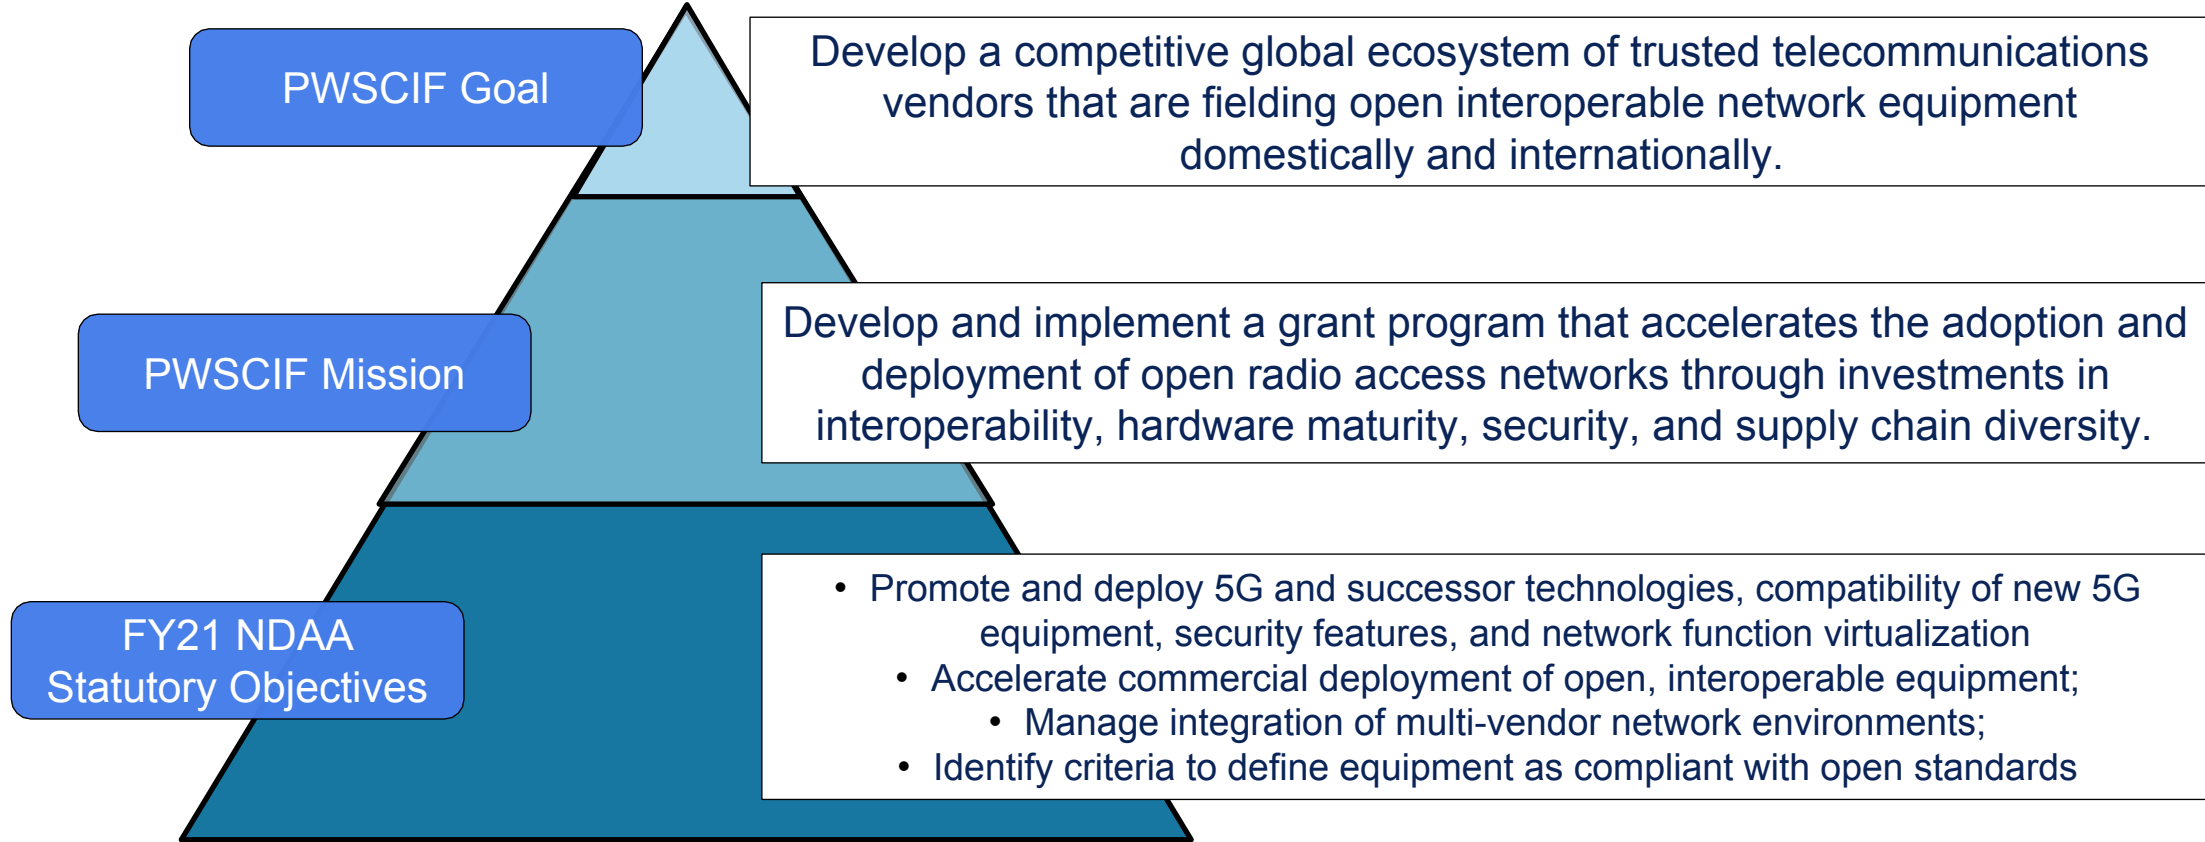 PWSCIF Goal
Develop a competitive global ecosystem of trusted telecommunications
vendors that are fielding open interoperable network equipment
domestically and internationally.
PWSCIF Mission
Develop and implement a grant program that accelerates the adoption and
deployment of open radio access networks through investments in
interoperability, hardware maturity, security, and supply chain diversity.
FY21 NDAA
Statutory Objectives
• Promote and deploy 5G and successor technologies, compatibility of new 5G
equipment, security features, and network function virtualization
• Accelerate commercial deployment of open, interoperable equipment;
• Manage integration of multi-vendor network environments;
• Identify criteria to define equipment as compliant with open standards